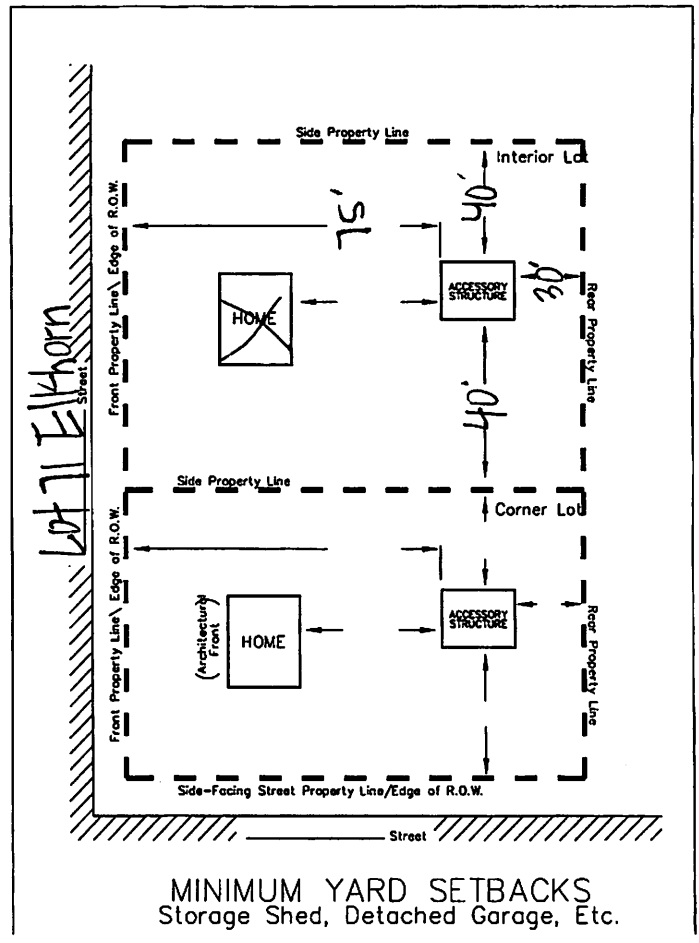 Side Property Line
Interior Lot
Front Property Line\ Edge of R.O.W.
75'
40'
HOME
ACCESSORY
STRUCTURE
30'
Rear Property Line
Lot 71 Elkhorn
Street
40'
Side Property Line
Corner Lot
Front Property Line\ Edge of R.O.W.
(Architectural
Front)
HOME
ACCESSORY
STRUCTURE
Rear Property Line
Side-Facing Street Property Line/Edge of R.O.W.
Street
MINIMUM YARD SETBACKS
Storage Shed, Detached Garage, Etc.